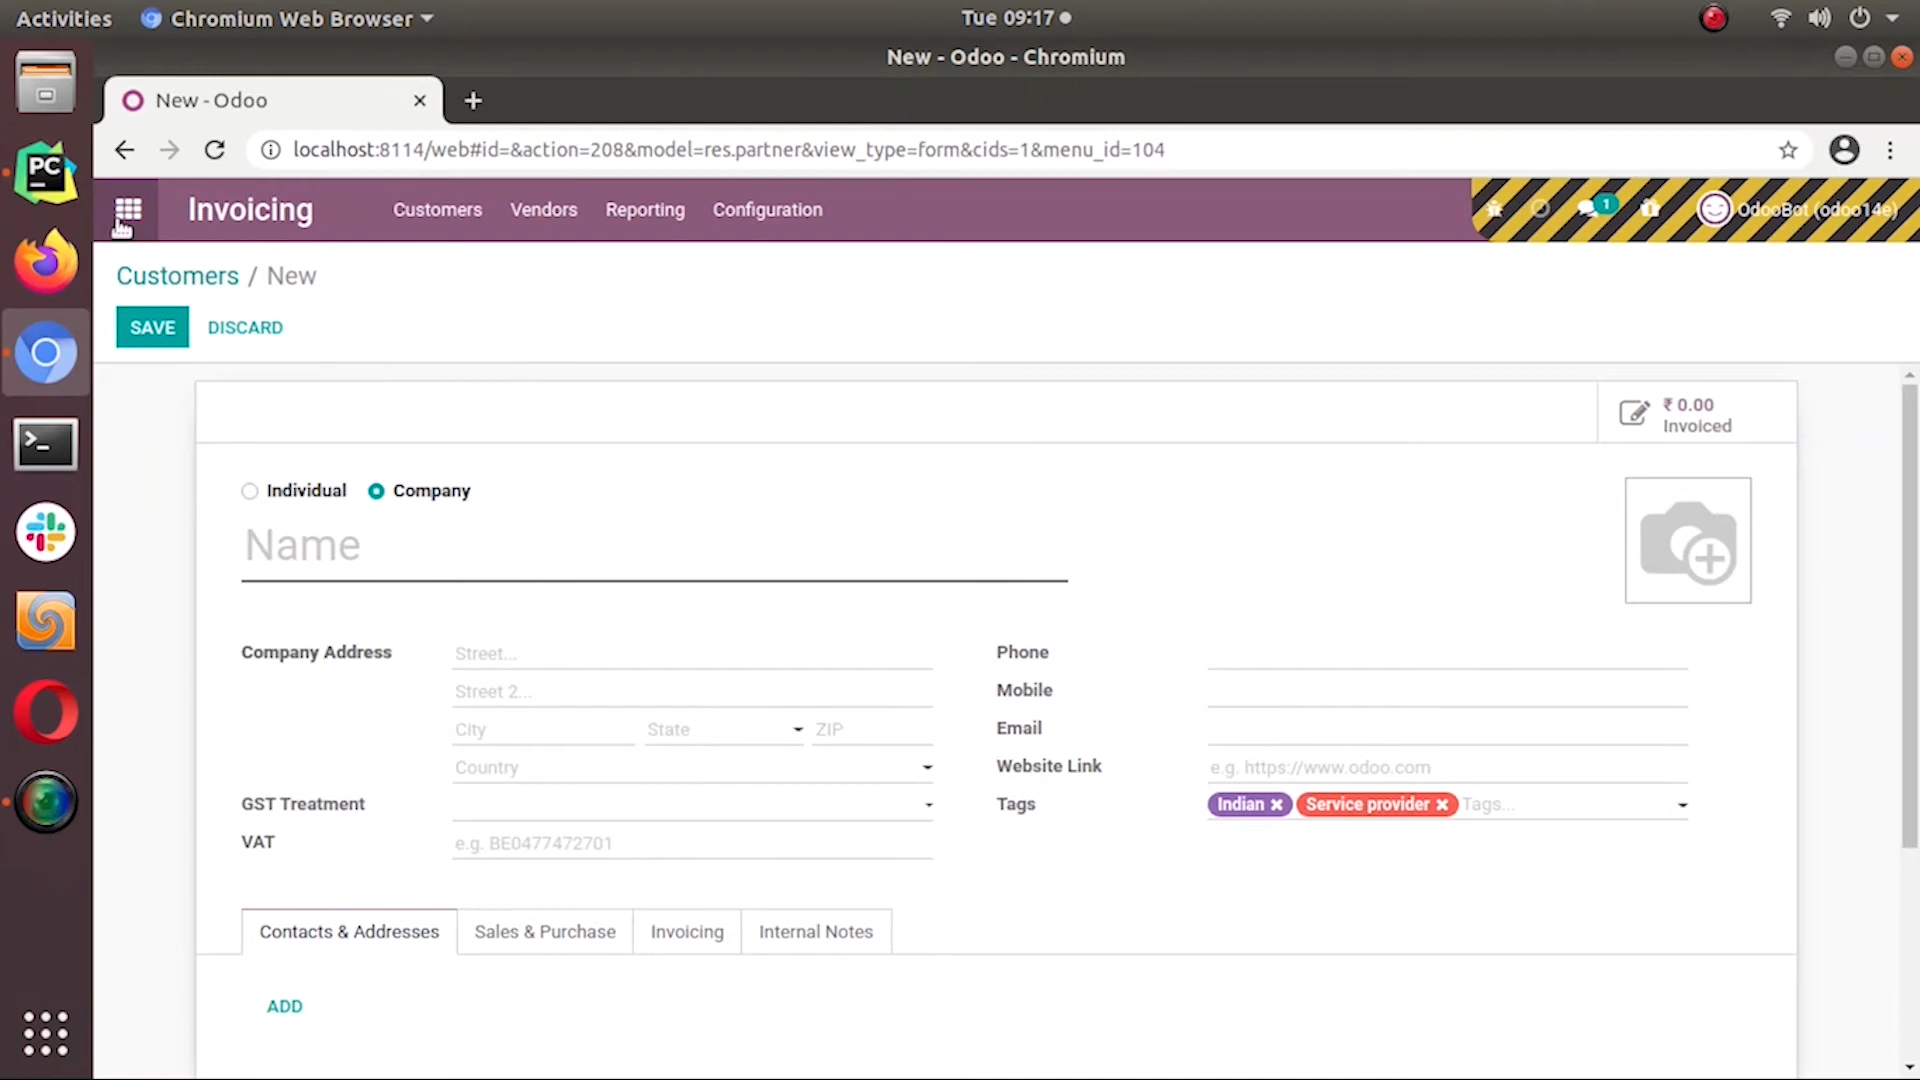 Activities
Chromium Web Browser
Tue 09:17
New - Odoo - Chromium
New - Odoo
localhost:8114/web#id=&action=208&model=res.partner&view_type=form&cids=1&menu_id=104
Invoicing
Customers
Vendors
Reporting
Configuration
1
OdooBot (odoo14e)
Customers / New
SAVE
DISCARD
₹ 0.00
Invoiced
Individual
Company
Name
Company Address
Street...
Street 2...
City
State
ZIP
Country
GST Treatment
VAT
e.g. BE0477472701
Phone
Mobile
Email
Website Link
e.g. https://www.odoo.com
Tags
Indian
Service provider
Tags...
Contacts & Addresses
Sales & Purchase
Invoicing
Internal Notes
ADD
PC